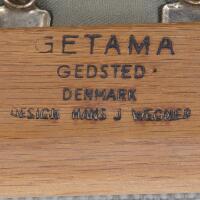 GETAMA
GEDSTED·
DENMARK
DESIGN HANS J WEGNER